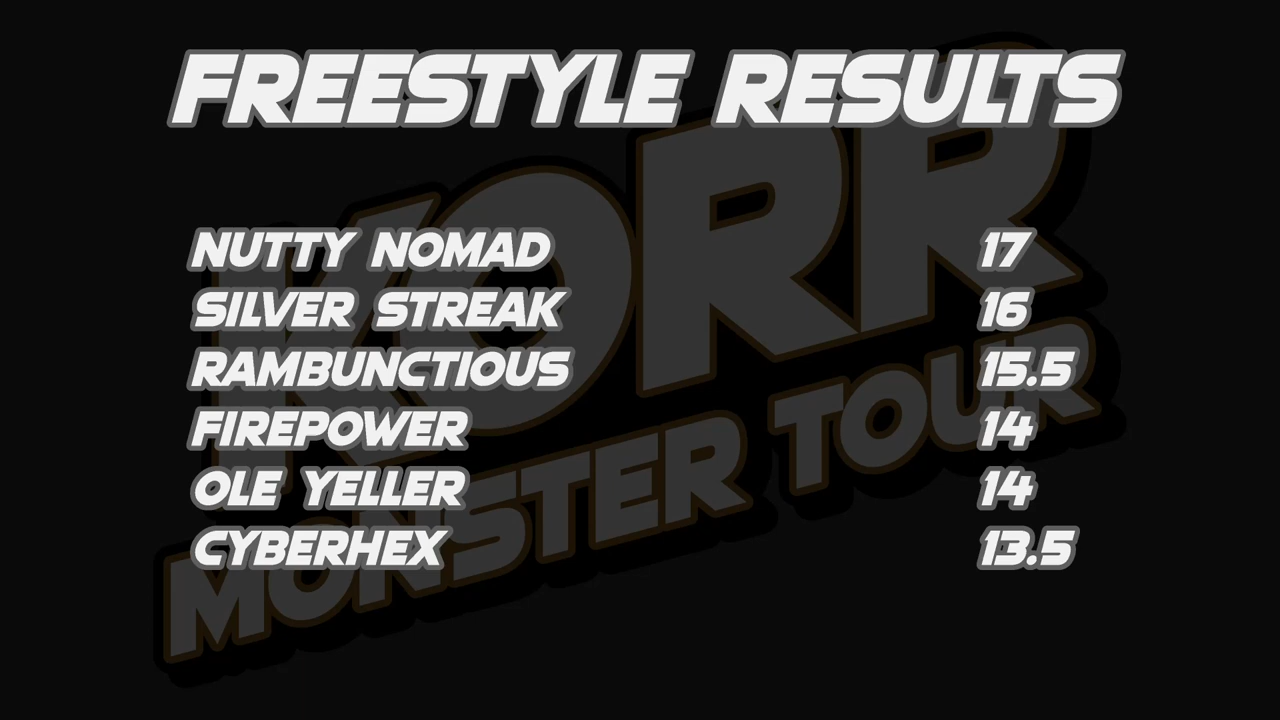 FREESTYLE RESULTS
KORR
MONSTER TOUR
NUTTY NOMAD 17
SILVER STREAK 16
RAMBUNCTIOUS 15.5
FIREPOWER 14
OLE YELLER 14
CYBERHEX 13.5